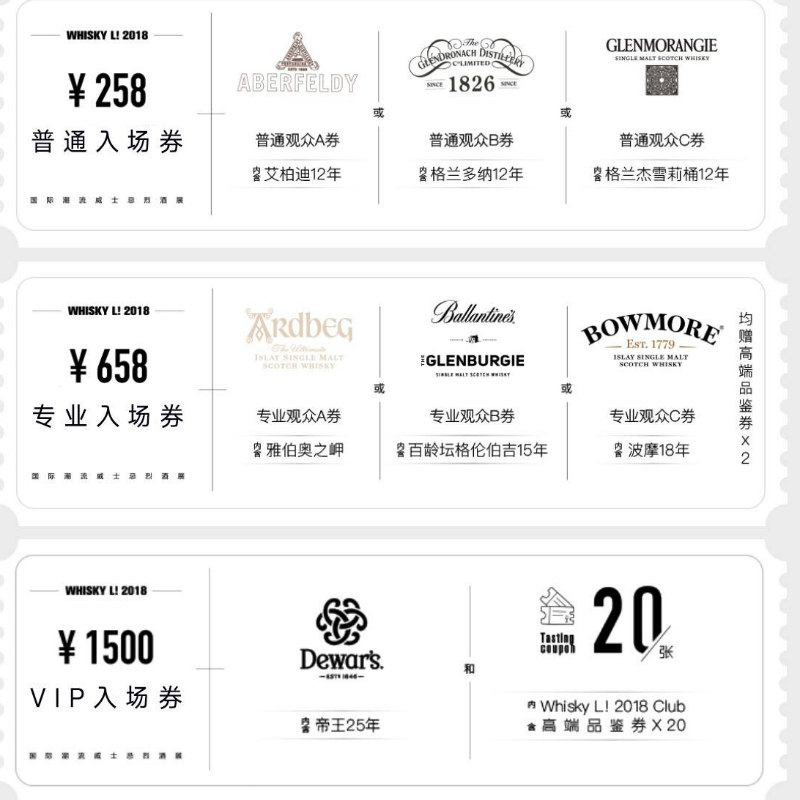 WHISKY L! 2018
¥ 258
普通入场券
国际潮流威士忌烈酒展
ABERFELDY
普通观众A券
内含 艾柏迪12年
或
The
GLENDRONACH DISTILLERY
Co LIMITED
SINCE 1826 SINCE
普通观众B券
内含 格兰多纳12年
或
GLENMORANGIE
SINGLE MALT SCOTCH WHISKY
普通观众C券
内含 格兰杰雪莉桶12年
WHISKY L! 2018
¥ 658
专业入场券
国际潮流威士忌烈酒展
ARDBEG
The Ultimate
ISLAY SINGLE MALT
SCOTCH WHISKY
专业观众A券
内含 雅伯奥之岬
或
Ballantine's
THE GLENBURGIE
SINGLE MALT SCOTCH WHISKY
专业观众B券
内含 百龄坛格伦伯吉15年
或
BOWMORE®
EST. 1779
ISLAY SINGLE MALT
SCOTCH WHISKY
专业观众C券
内含 波摩18年
均赠高端品鉴券X2
WHISKY L! 2018
¥ 1500
VIP入场券
国际潮流威士忌烈酒展
Dewar's.
ESTD 1846
内含 帝王25年
和
Tasting
coupon
20/张
内含 Whisky L! 2018 Club
高端品鉴券X20